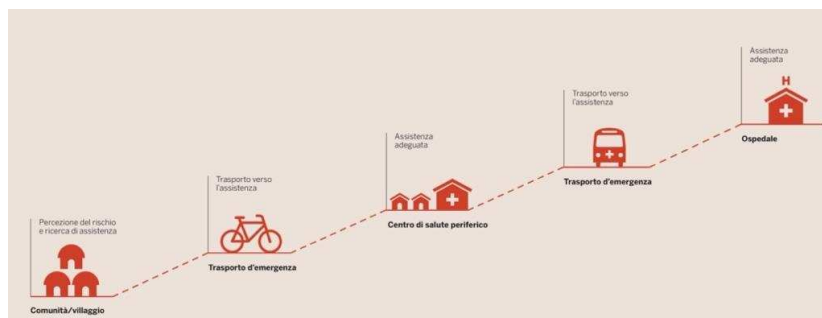 Percezione del rischio
e ricerca di assistenza
Comunità/villaggio
Trasporto verso
l'assistenza
Trasporto d'emergenza
Assistenza
adeguata
Centro di salute periferico
Trasporto verso
l'assistenza
Trasporto d'emergenza
Assistenza
adeguata
H
Ospedale